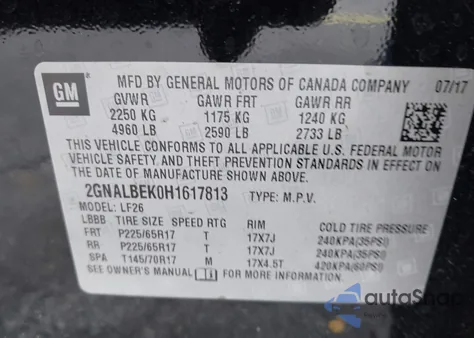 GM
MFD BY GENERAL MOTORS OF CANADA COMPANY 07/17
GVWR GAWR FRT GAWR RR
2250 KG 1175 KG 1240 KG
4960 LB 2590 LB 2733 LB
THIS VEHICLE CONFORMS TO ALL APPLICABLE U.S. FEDERAL MOTOR
VEHICLE SAFETY AND THEFT PREVENTION STANDARDS IN EFFECT ON
THE DATE OF MANUFACTURE SHOWN ABOVE.
2GNALBEK0H1617813 TYPE: M.P.V.
MODEL: LF26
LBBB TIRE SIZE SPEED RTG RIM COLD TIRE PRESSURE
FRT P225/65R17 T 17X7J 240KPA(35PSI)
RR P225/65R17 T 17X7J 240KPA(35PSI)
SPA T145/70R17 M 17X4.5T 420KPA(60PSI)
SEE OWNER'S MANUAL FOR MORE INFORMATION.
autoSnap